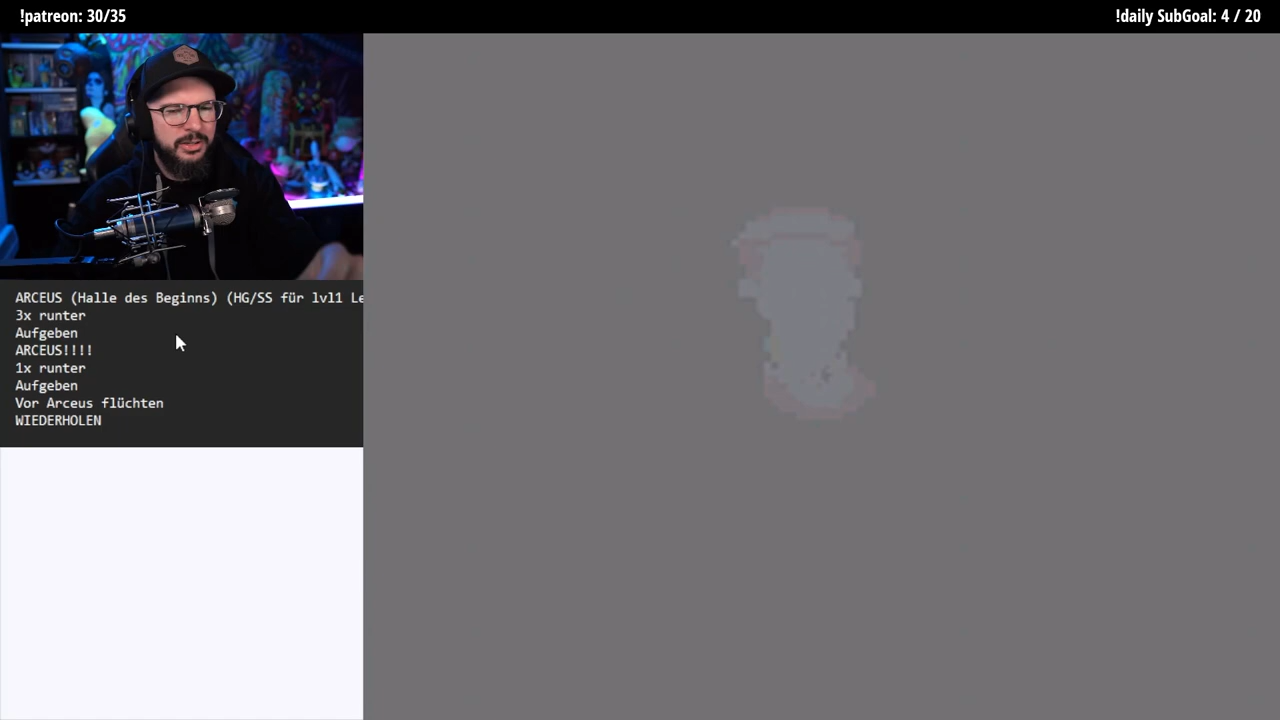 !patreon: 30/35
!daily SubGoal: 4 / 20
ARCEUS (Halle des Beginns) (HG/SS für lvl1 Le
3x runter
Aufgeben
ARCEUS!!!!
1x runter
Aufgeben
Vor Arceus flüchten
WIEDERHOLEN